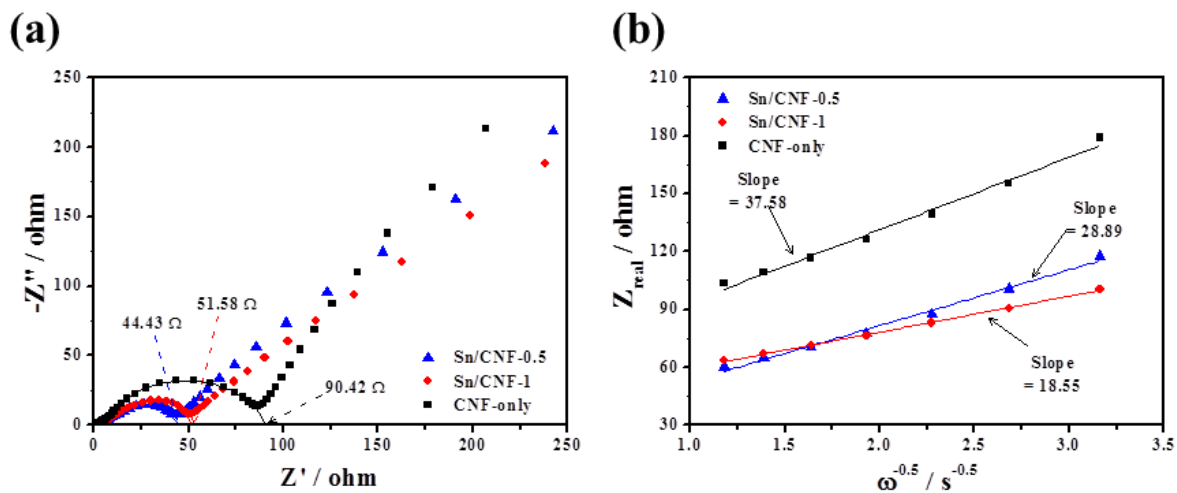 (a)
250
200
150
100
50
0
-Z'' / ohm
51.58 Ω
44.43 Ω
90.42 Ω
Sn/CNF-0.5
Sn/CNF-1
CNF-only
0 50 100 150 200 250
Z' / ohm
(b)
210
180
150
120
90
60
30
Z_real / ohm
Sn/CNF-0.5
Sn/CNF-1
CNF-only
Slope
= 37.58
Slope
= 28.89
Slope
= 18.55
1.0 1.5 2.0 2.5 3.0 3.5
ω^-0.5 / s^-0.5